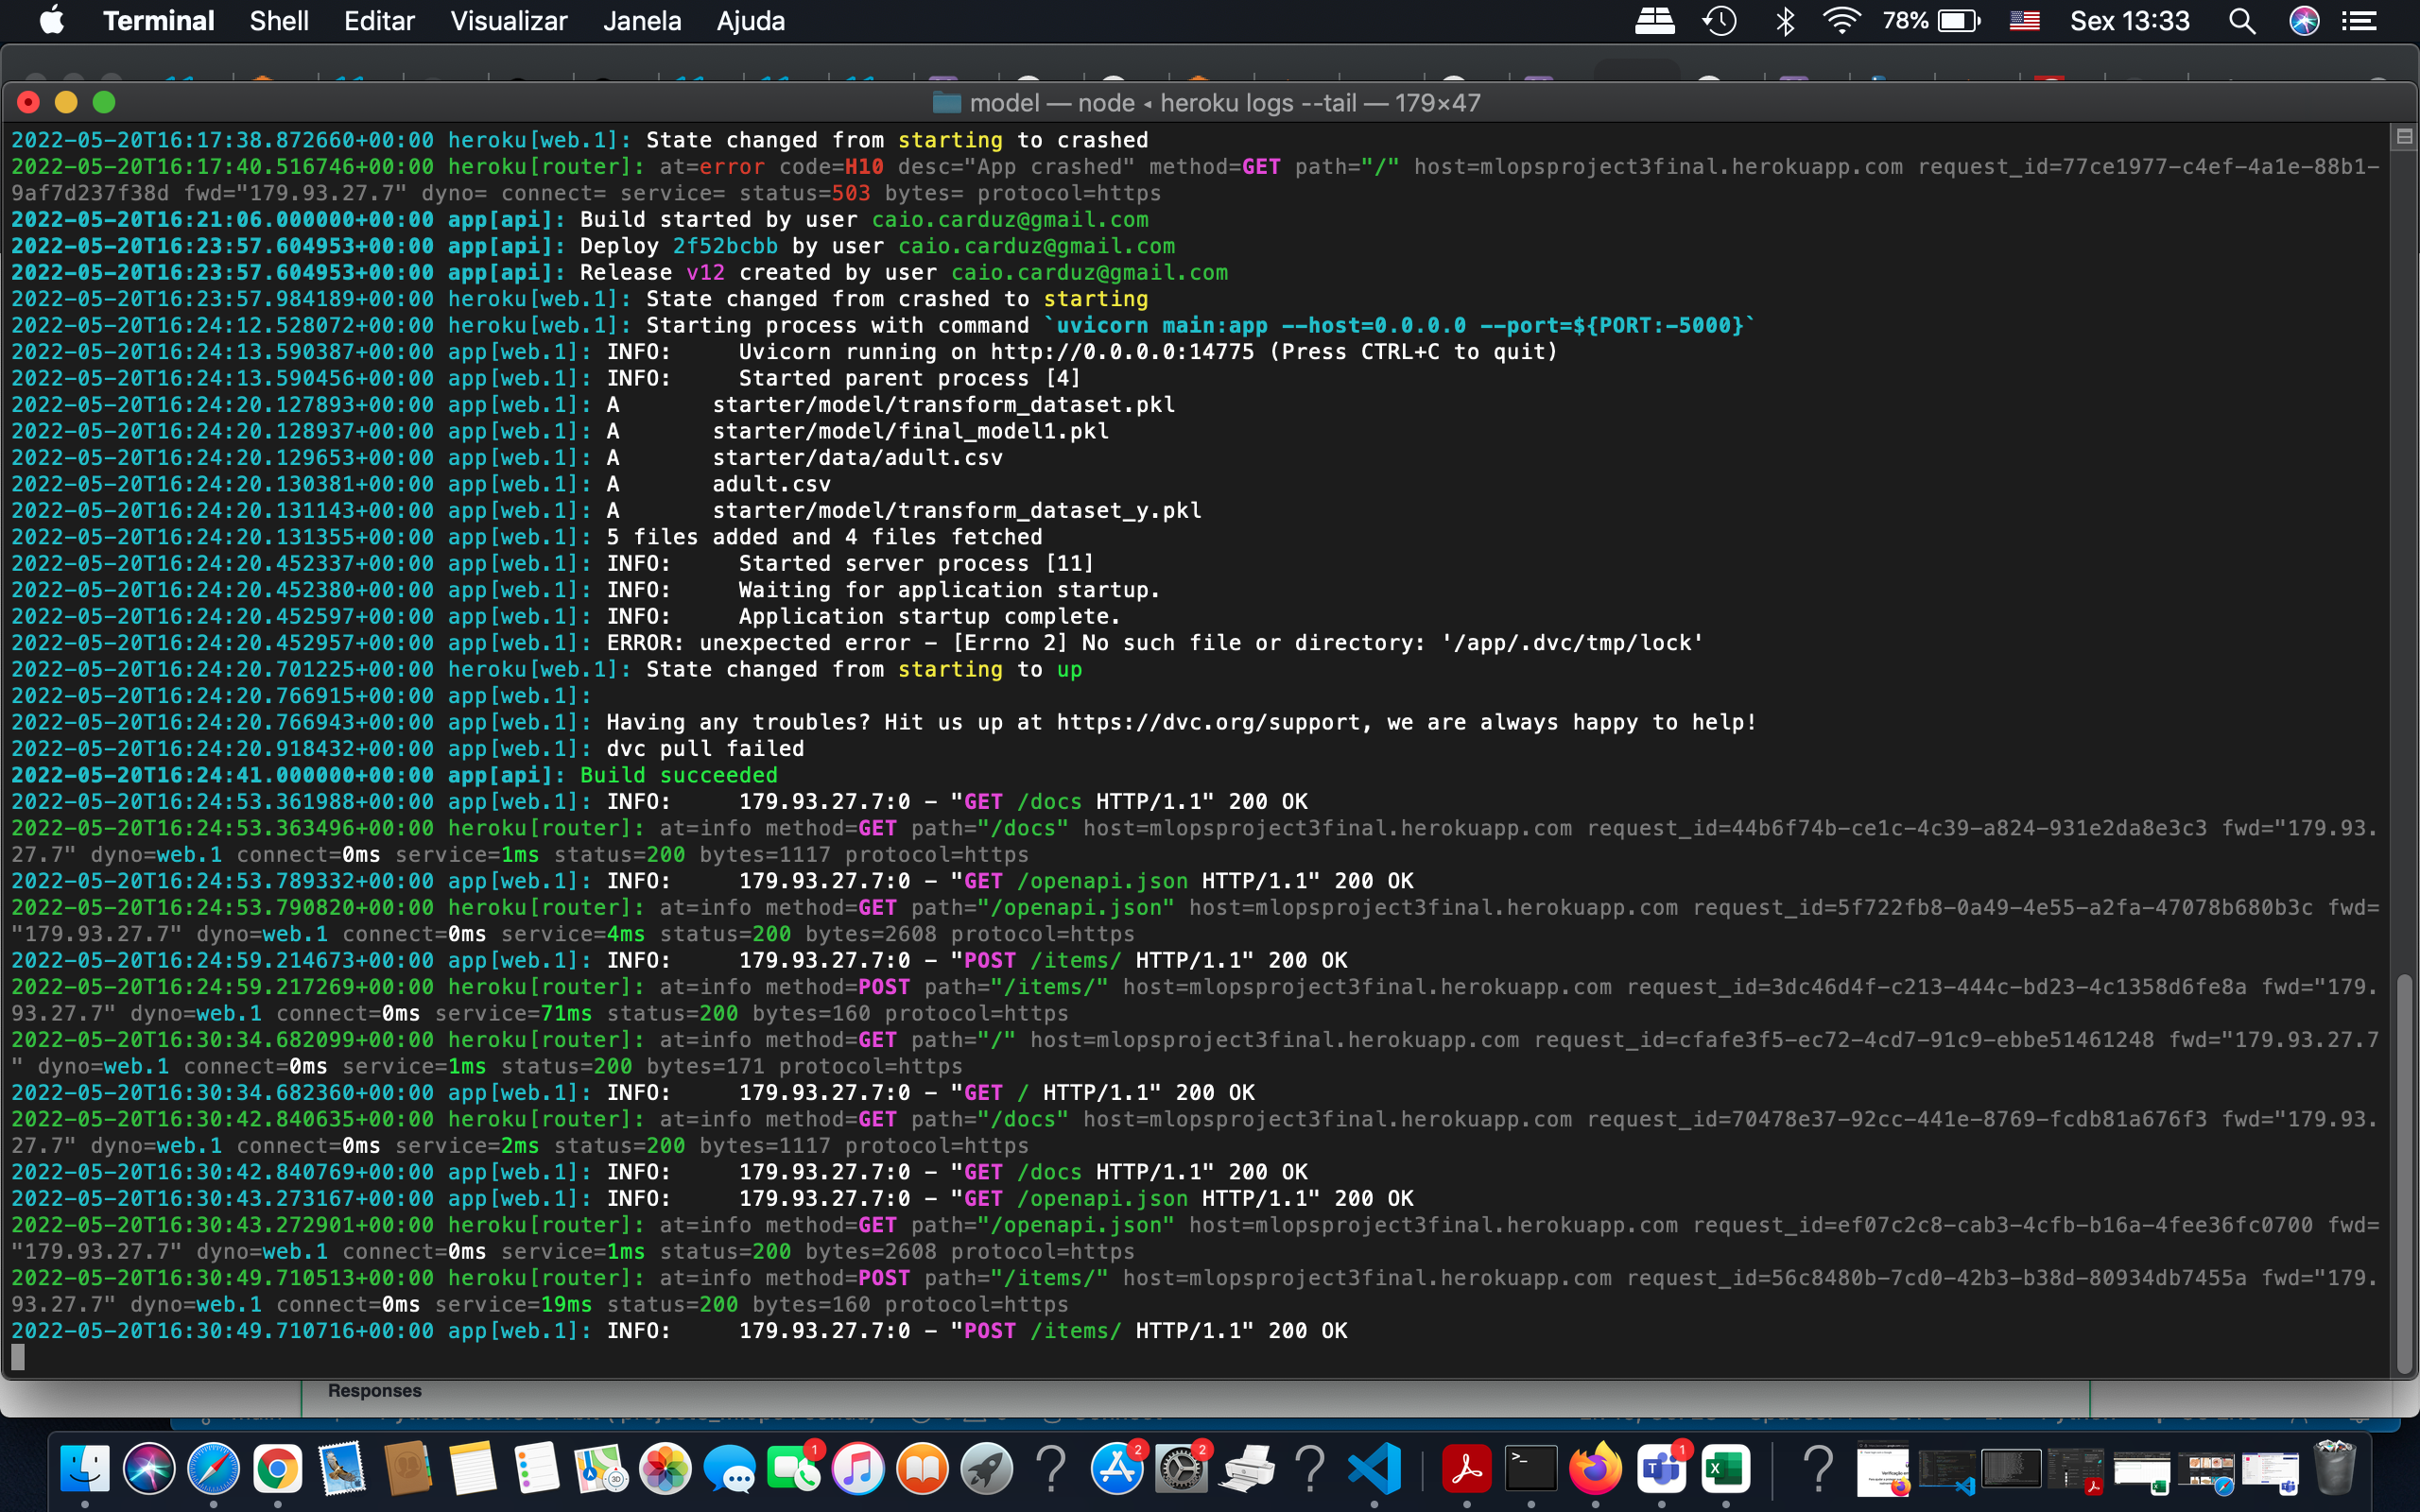 Terminal Shell Editar Visualizar Janela Ajuda 78% Sex 13:33
model — node ◂ heroku logs --tail — 179×47
2022-05-20T16:17:38.872660+00:00 heroku[web.1]: State changed from starting to crashed
2022-05-20T16:17:40.516746+00:00 heroku[router]: at=error code=H10 desc="App crashed" method=GET path="/" host=mlopsproject3final.herokuapp.com request_id=77ce1977-c4ef-4a1e-88b1-
9af7d237f38d fwd="179.93.27.7" dyno= connect= service= status=503 bytes= protocol=https
2022-05-20T16:21:06.000000+00:00 app[api]: Build started by user caio.carduz@gmail.com
2022-05-20T16:23:57.604953+00:00 app[api]: Deploy 2f52bcbb by user caio.carduz@gmail.com
2022-05-20T16:23:57.604953+00:00 app[api]: Release v12 created by user caio.carduz@gmail.com
2022-05-20T16:23:57.984189+00:00 heroku[web.1]: State changed from crashed to starting
2022-05-20T16:24:12.528072+00:00 heroku[web.1]: Starting process with command `uvicorn main:app --host=0.0.0.0 --port=${PORT:-5000}`
2022-05-20T16:24:13.590387+00:00 app[web.1]: INFO:     Uvicorn running on http://0.0.0.0:14775 (Press CTRL+C to quit)
2022-05-20T16:24:13.590456+00:00 app[web.1]: INFO:     Started parent process [4]
2022-05-20T16:24:20.127893+00:00 app[web.1]: A       starter/model/transform_dataset.pkl
2022-05-20T16:24:20.128937+00:00 app[web.1]: A       starter/model/final_model1.pkl
2022-05-20T16:24:20.129653+00:00 app[web.1]: A       starter/data/adult.csv
2022-05-20T16:24:20.130381+00:00 app[web.1]: A       adult.csv
2022-05-20T16:24:20.131143+00:00 app[web.1]: A       starter/model/transform_dataset_y.pkl
2022-05-20T16:24:20.131355+00:00 app[web.1]: 5 files added and 4 files fetched
2022-05-20T16:24:20.452337+00:00 app[web.1]: INFO:     Started server process [11]
2022-05-20T16:24:20.452380+00:00 app[web.1]: INFO:     Waiting for application startup.
2022-05-20T16:24:20.452597+00:00 app[web.1]: INFO:     Application startup complete.
2022-05-20T16:24:20.452957+00:00 app[web.1]: ERROR: unexpected error - [Errno 2] No such file or directory: '/app/.dvc/tmp/lock'
2022-05-20T16:24:20.701225+00:00 heroku[web.1]: State changed from starting to up
2022-05-20T16:24:20.766915+00:00 app[web.1]:
2022-05-20T16:24:20.766943+00:00 app[web.1]: Having any troubles? Hit us up at https://dvc.org/support, we are always happy to help!
2022-05-20T16:24:20.918432+00:00 app[web.1]: dvc pull failed
2022-05-20T16:24:41.000000+00:00 app[api]: Build succeeded
2022-05-20T16:24:53.361988+00:00 app[web.1]: INFO:     179.93.27.7:0 - "GET /docs HTTP/1.1" 200 OK
2022-05-20T16:24:53.363496+00:00 heroku[router]: at=info method=GET path="/docs" host=mlopsproject3final.herokuapp.com request_id=44b6f74b-ce1c-4c39-a824-931e2da8e3c3 fwd="179.93.
27.7" dyno=web.1 connect=0ms service=1ms status=200 bytes=1117 protocol=https
2022-05-20T16:24:53.789332+00:00 app[web.1]: INFO:     179.93.27.7:0 - "GET /openapi.json HTTP/1.1" 200 OK
2022-05-20T16:24:53.790820+00:00 heroku[router]: at=info method=GET path="/openapi.json" host=mlopsproject3final.herokuapp.com request_id=5f722fb8-0a49-4e55-a2fa-47078b680b3c fwd=
"179.93.27.7" dyno=web.1 connect=0ms service=4ms status=200 bytes=2608 protocol=https
2022-05-20T16:24:59.214673+00:00 app[web.1]: INFO:     179.93.27.7:0 - "POST /items/ HTTP/1.1" 200 OK
2022-05-20T16:24:59.217269+00:00 heroku[router]: at=info method=POST path="/items/" host=mlopsproject3final.herokuapp.com request_id=3dc46d4f-c213-444c-bd23-4c1358d6fe8a fwd="179.
93.27.7" dyno=web.1 connect=0ms service=71ms status=200 bytes=160 protocol=https
2022-05-20T16:30:34.682099+00:00 heroku[router]: at=info method=GET path="/" host=mlopsproject3final.herokuapp.com request_id=cfafe3f5-ec72-4cd7-91c9-ebbe51461248 fwd="179.93.27.7
" dyno=web.1 connect=0ms service=1ms status=200 bytes=171 protocol=https
2022-05-20T16:30:34.682360+00:00 app[web.1]: INFO:     179.93.27.7:0 - "GET / HTTP/1.1" 200 OK
2022-05-20T16:30:42.840635+00:00 heroku[router]: at=info method=GET path="/docs" host=mlopsproject3final.herokuapp.com request_id=70478e37-92cc-441e-8769-fcdb81a676f3 fwd="179.93.
27.7" dyno=web.1 connect=0ms service=2ms status=200 bytes=1117 protocol=https
2022-05-20T16:30:42.840769+00:00 app[web.1]: INFO:     179.93.27.7:0 - "GET /docs HTTP/1.1" 200 OK
2022-05-20T16:30:43.273167+00:00 app[web.1]: INFO:     179.93.27.7:0 - "GET /openapi.json HTTP/1.1" 200 OK
2022-05-20T16:30:43.272901+00:00 heroku[router]: at=info method=GET path="/openapi.json" host=mlopsproject3final.herokuapp.com request_id=ef07c2c8-cab3-4cfb-b16a-4fee36fc0700 fwd=
"179.93.27.7" dyno=web.1 connect=0ms service=1ms status=200 bytes=2608 protocol=https
2022-05-20T16:30:49.710513+00:00 heroku[router]: at=info method=POST path="/items/" host=mlopsproject3final.herokuapp.com request_id=56c8480b-7cd0-42b3-b38d-80934db7455a fwd="179.
93.27.7" dyno=web.1 connect=0ms service=19ms status=200 bytes=160 protocol=https
2022-05-20T16:30:49.710716+00:00 app[web.1]: INFO:     179.93.27.7:0 - "POST /items/ HTTP/1.1" 200 OK
Responses